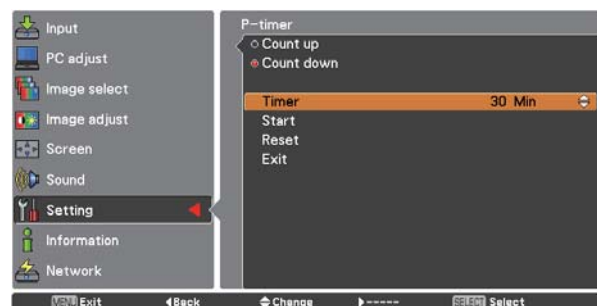 Input
PC adjust
Image select
Image adjust
Screen
Sound
Setting
Information
Network
P-timer
Count up
Count down
Timer 30 Min
Start
Reset
Exit
MENU Exit Back Change ----- SELECT Select